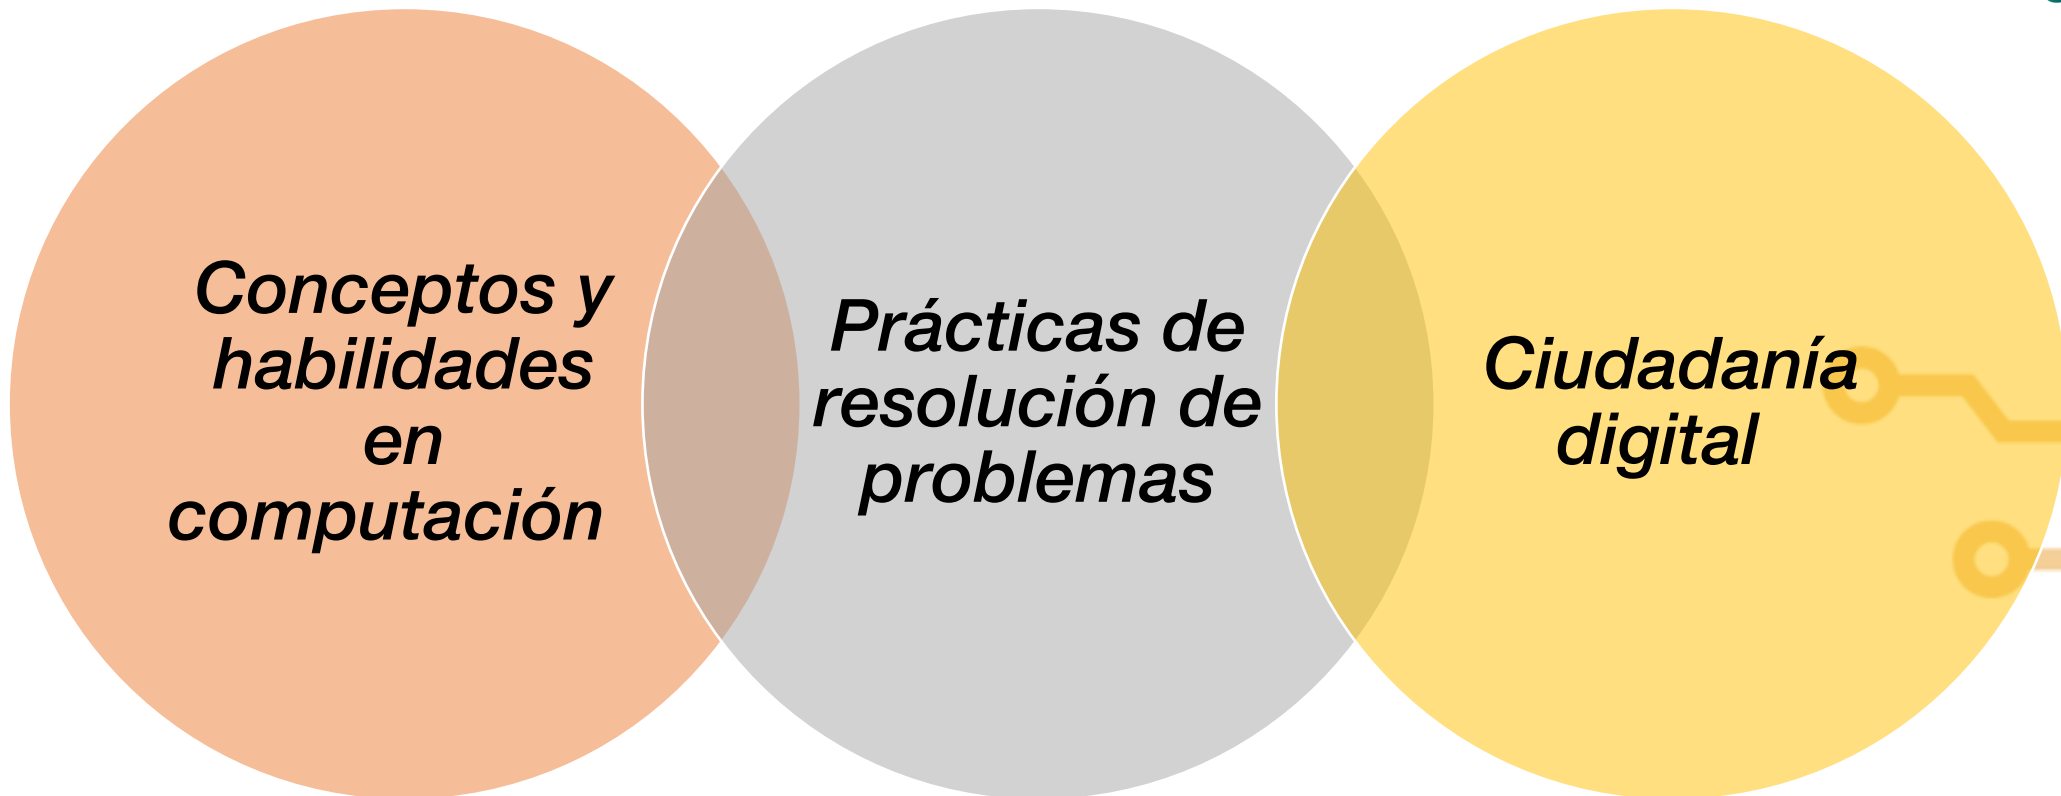 Conceptos y
habilidades
en
computación
Prácticas de
resolución de
problemas
Ciudadanía
digital